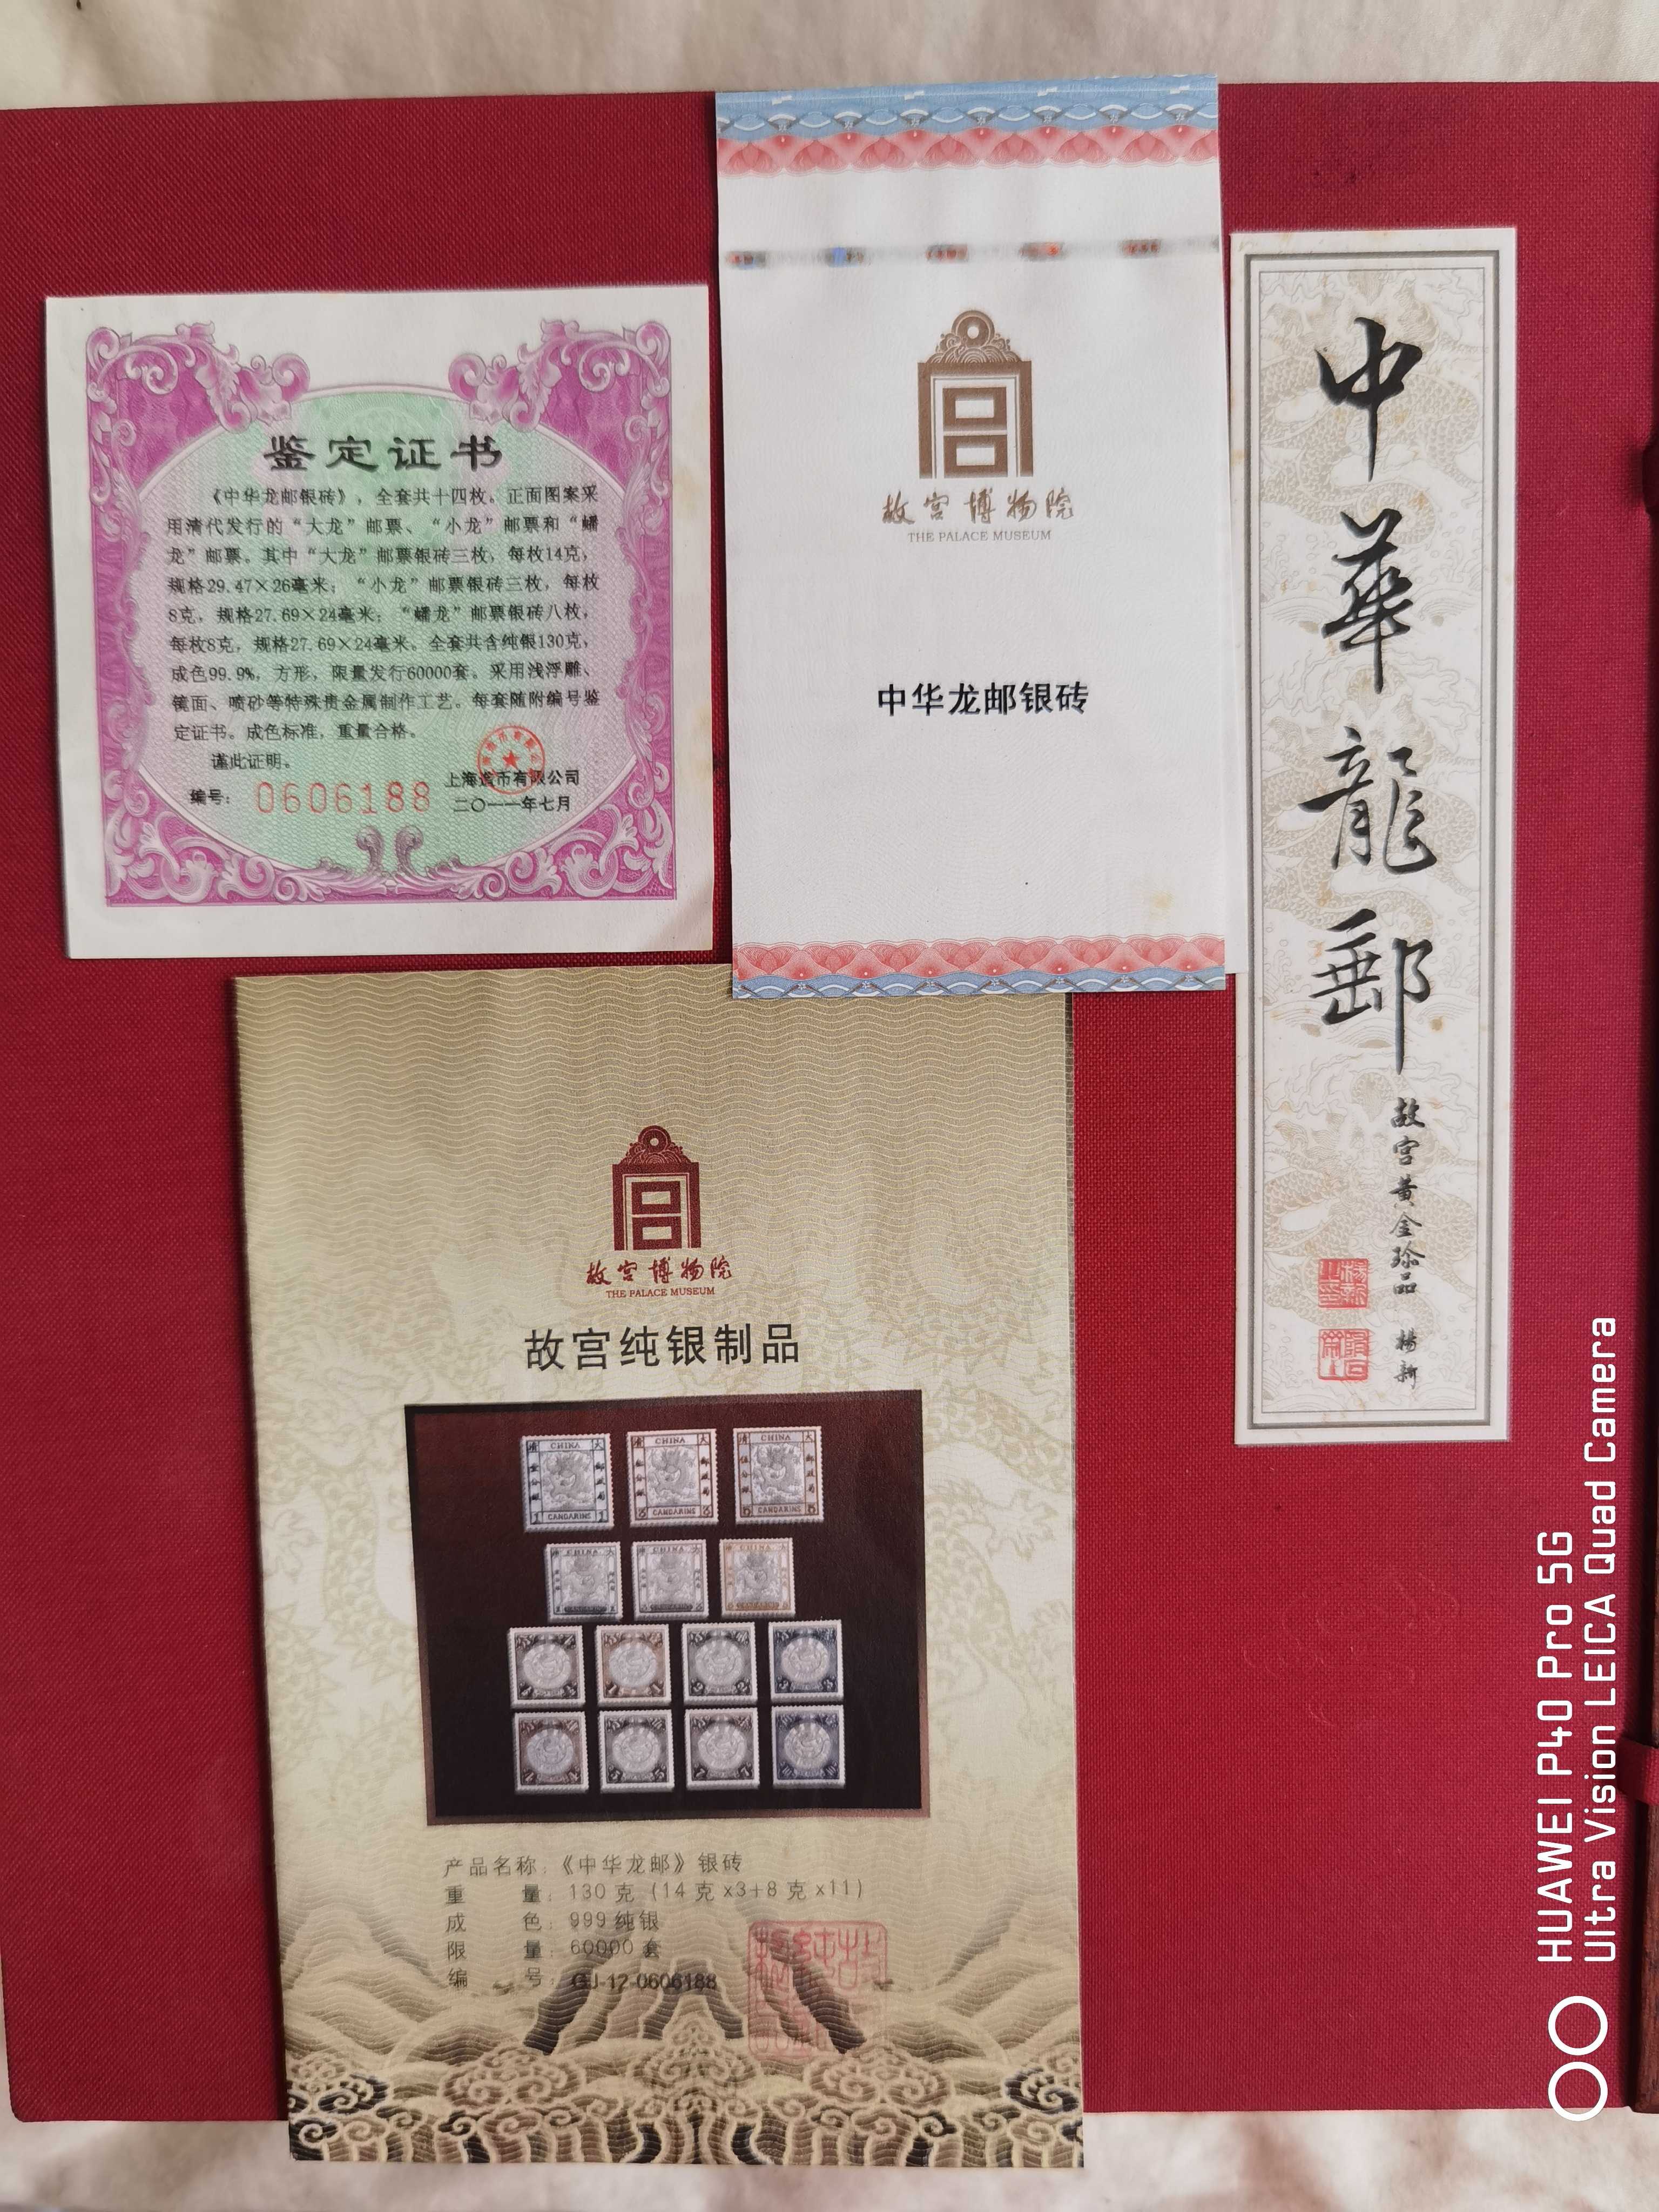 鉴定证书
《中华龙邮银砖》，全套共十四枚。正面图案采
用清代发行的“大龙”邮票、“小龙”邮票和“蟠
龙”邮票。其中“大龙”邮票银砖三枚，每枚14克，
规格29.47×26毫米；“小龙”邮票银砖三枚，每枚
8克，规格27.69×24毫米；“蟠龙”邮票银砖八枚，
每枚8克，规格27.69×24毫米。全套共含纯银130克，
成色99.9%，方形，限量发行60000套。采用浅浮雕、
镜面、喷砂等特殊贵金属制作工艺。每套随附编号鉴
定证书。成色标准，重量合格。
谨此证明。
上海造币有限公司
编号：0606188
二〇一一年七月
故宫博物院
THE PALACE MUSEUM
中华龙邮银砖
中華龍郵
故宫黄金珍品 楊新
故宫博物院
THE PALACE MUSEUM
故宫纯银制品
CHINA
CHINA
CHINA
CANDARINS
CANDARINS
CANDARINS
产品名称：《中华龙邮》银砖
重 量：130克（14克x3+8克x11）
成 色：999纯银
限 量：60000套
编 号：GJ-12-0606188
HUAWEI P40 Pro 5G
Ultra Vision LEICA Quad Camera